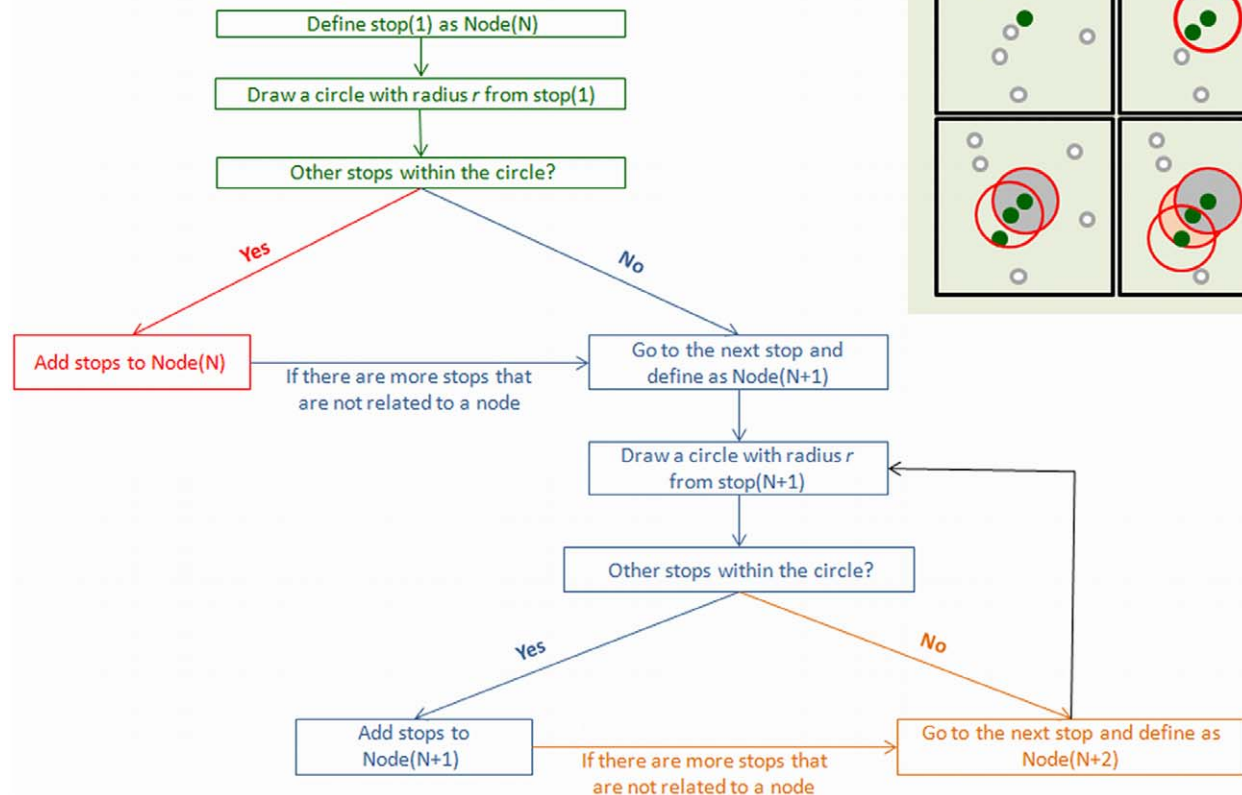 Define stop(1) as Node(N)
Draw a circle with radius r from stop(1)
Other stops within the circle?
Yes
No
Add stops to Node(N)
If there are more stops that
are not related to a node
Go to the next stop and
define as Node(N+1)
Draw a circle with radius r
from stop(N+1)
Other stops within the circle?
Yes
No
Add stops to
Node(N+1)
If there are more stops that
are not related to a node
Go to the next stop and define as
Node(N+2)